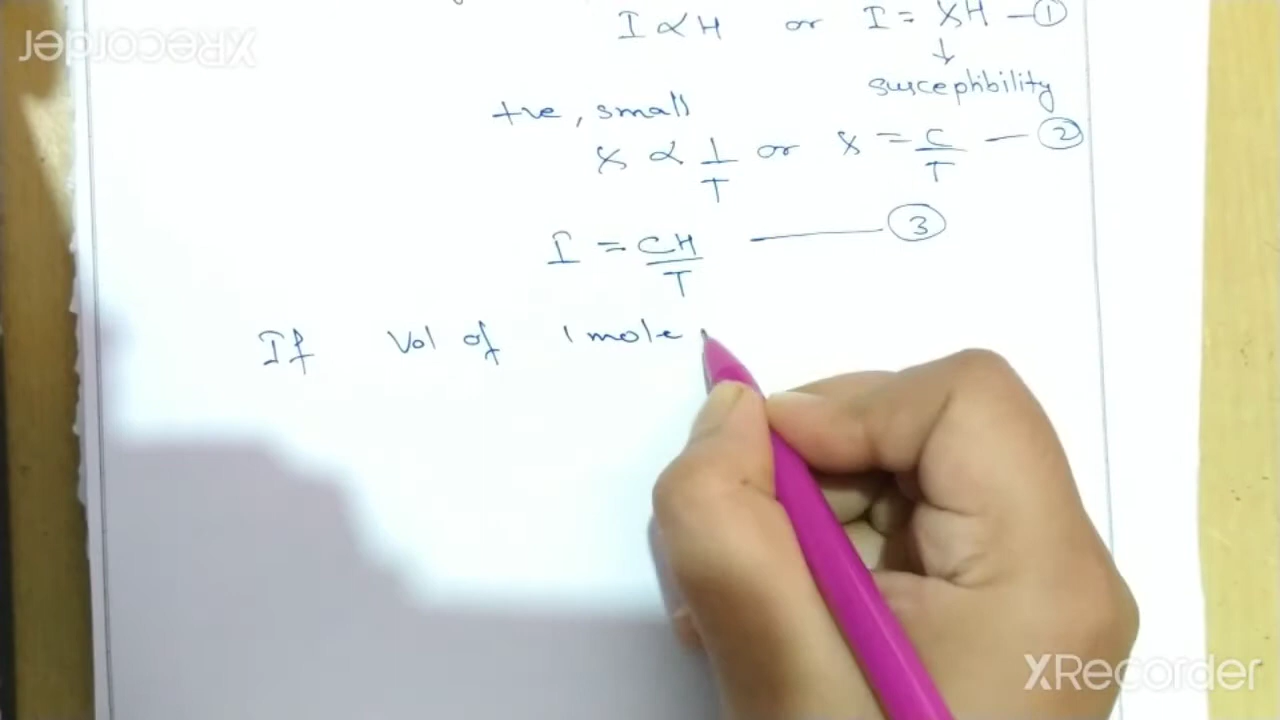 XRecorder
I ∝ H or I = χH — ①
↓
susceptibility
+ve, small
χ ∝ 1/T or χ = C/T — ②
I = CH/T — ③
If Vol of 1 mole
XRecorder